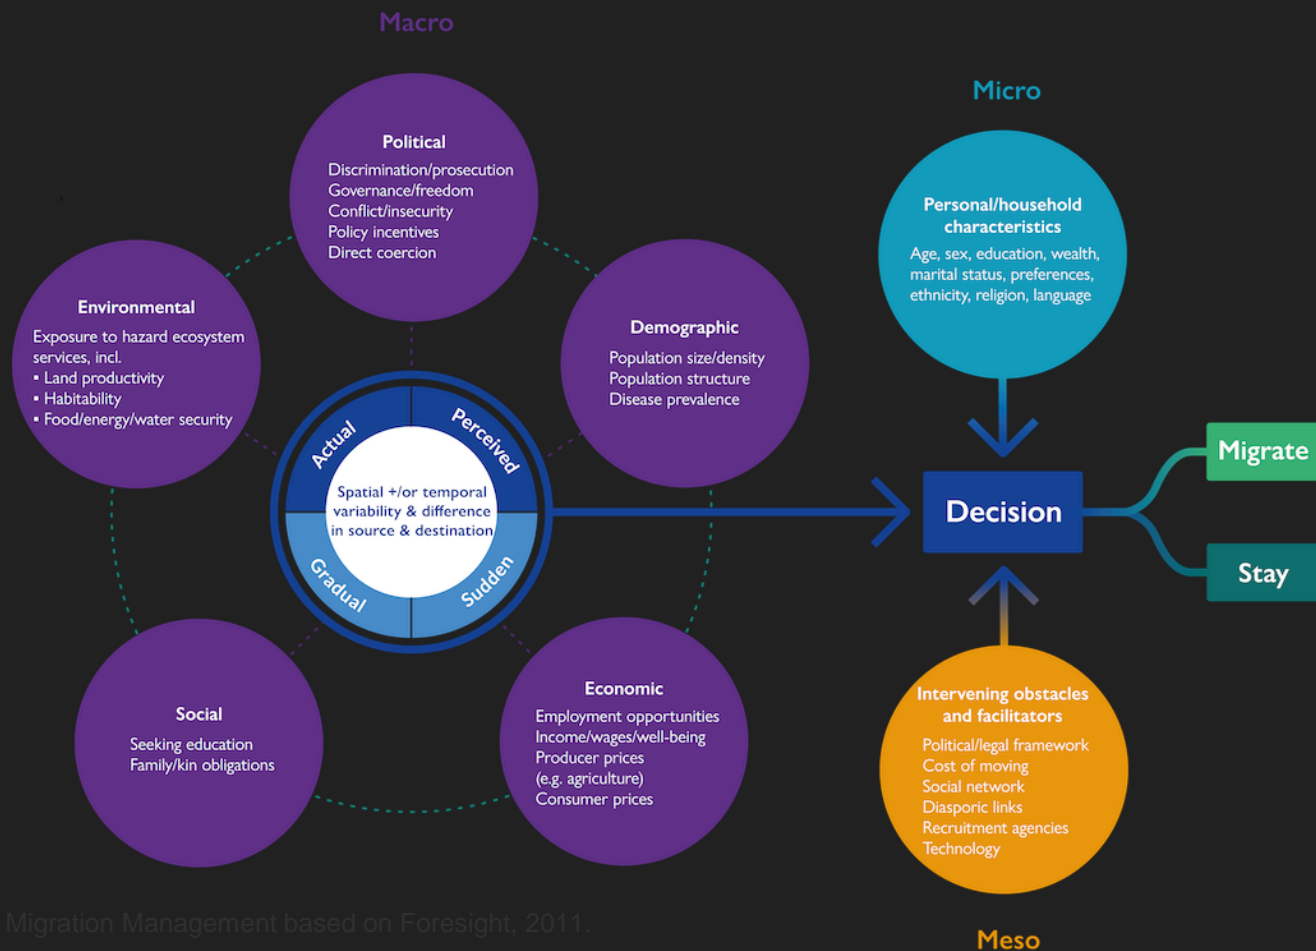 Macro
Political
Discrimination/prosecution
Governance/freedom
Conflict/insecurity
Policy incentives
Direct coercion
Environmental
Exposure to hazard ecosystem
services, incl.
▪ Land productivity
▪ Habitability
▪ Food/energy/water security
Demographic
Population size/density
Population structure
Disease prevalence
Actual
Perceived
Spatial +/or temporal
variability & difference
in source & destination
Gradual
Sudden
Social
Seeking education
Family/kin obligations
Economic
Employment opportunities
Income/wages/well-being
Producer prices
(e.g. agriculture)
Consumer prices
Micro
Personal/household
characteristics
Age, sex, education, wealth,
marital status, preferences,
ethnicity, religion, language
Decision
Migrate
Stay
Intervening obstacles
and facilitators
Political/legal framework
Cost of moving
Social network
Diasporic links
Recruitment agencies
Technology
Meso
Migration Management based on Foresight, 2011.